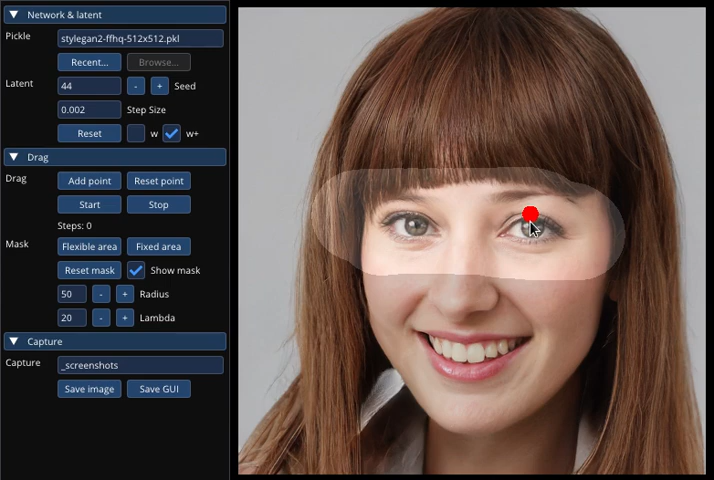 Network & latent
Pickle stylegan2-ffhq-512x512.pkl
Recent... Browse...
Latent 44 - + Seed
0.002 Step Size
Reset w w+
Drag
Drag Add point Reset point
Start Stop
Steps: 0
Mask Flexible area Fixed area
Reset mask Show mask
50 - + Radius
20 - + Lambda
Capture
Capture _screenshots
Save image Save GUI